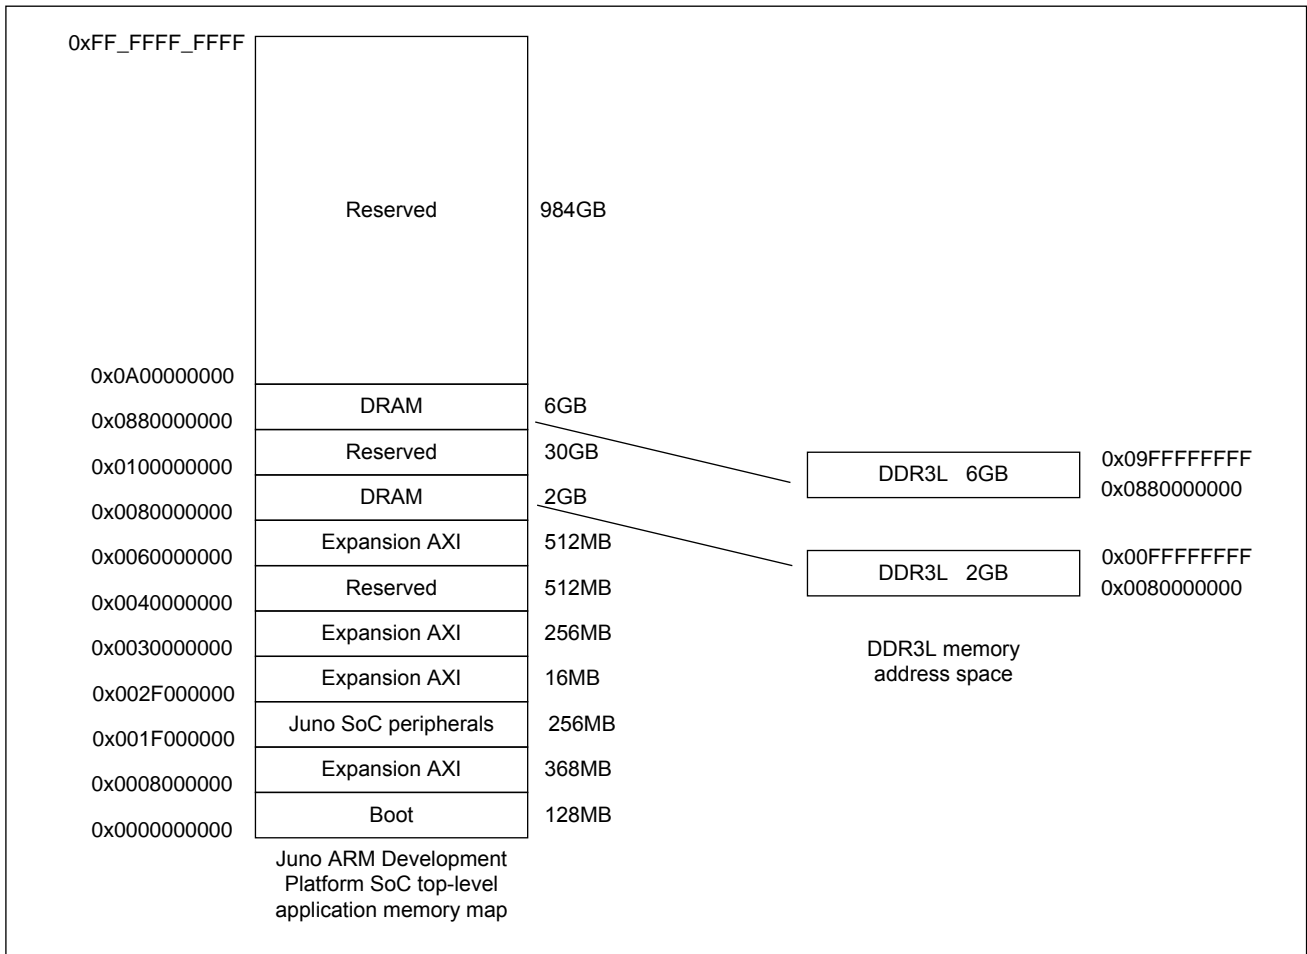 0xFF_FFFF_FFFF
Reserved 984GB
0x0A00000000
DRAM 6GB
0x0880000000
Reserved 30GB
0x0100000000
DRAM 2GB
0x0080000000
Expansion AXI 512MB
0x0060000000
Reserved 512MB
0x0040000000
Expansion AXI 256MB
0x0030000000
Expansion AXI 16MB
0x002F000000
Juno SoC peripherals 256MB
0x001F000000
Expansion AXI 368MB
0x0008000000
Boot 128MB
0x0000000000
Juno ARM Development
Platform SoC top-level
application memory map
DDR3L 6GB
0x09FFFFFFFF
0x0880000000
DDR3L 2GB
0x00FFFFFFFF
0x0080000000
DDR3L memory
address space